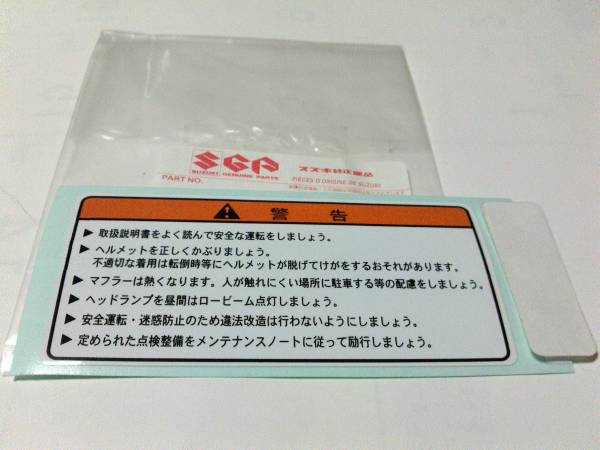 SGP
スズキ純正部品
SUZUKI GENUINE PARTS
PIÈCES D'ORIGINE DE SUZUKI
PART NO.
警告
▶ 取扱説明書をよく読んで安全な運転をしましょう。
▶ ヘルメットを正しくかぶりましょう。
不適切な着用は転倒時等にヘルメットが脱げてけがをするおそれがあります。
▶ マフラーは熱くなります。人が触れにくい場所に駐車する等の配慮をしましょう。
▶ ヘッドランプを昼間はロービーム点灯しましょう。
▶ 安全運転・迷惑防止のため違法改造は行わないようにしましょう。
▶ 定められた点検整備をメンテナンスノートに従って励行しましょう。